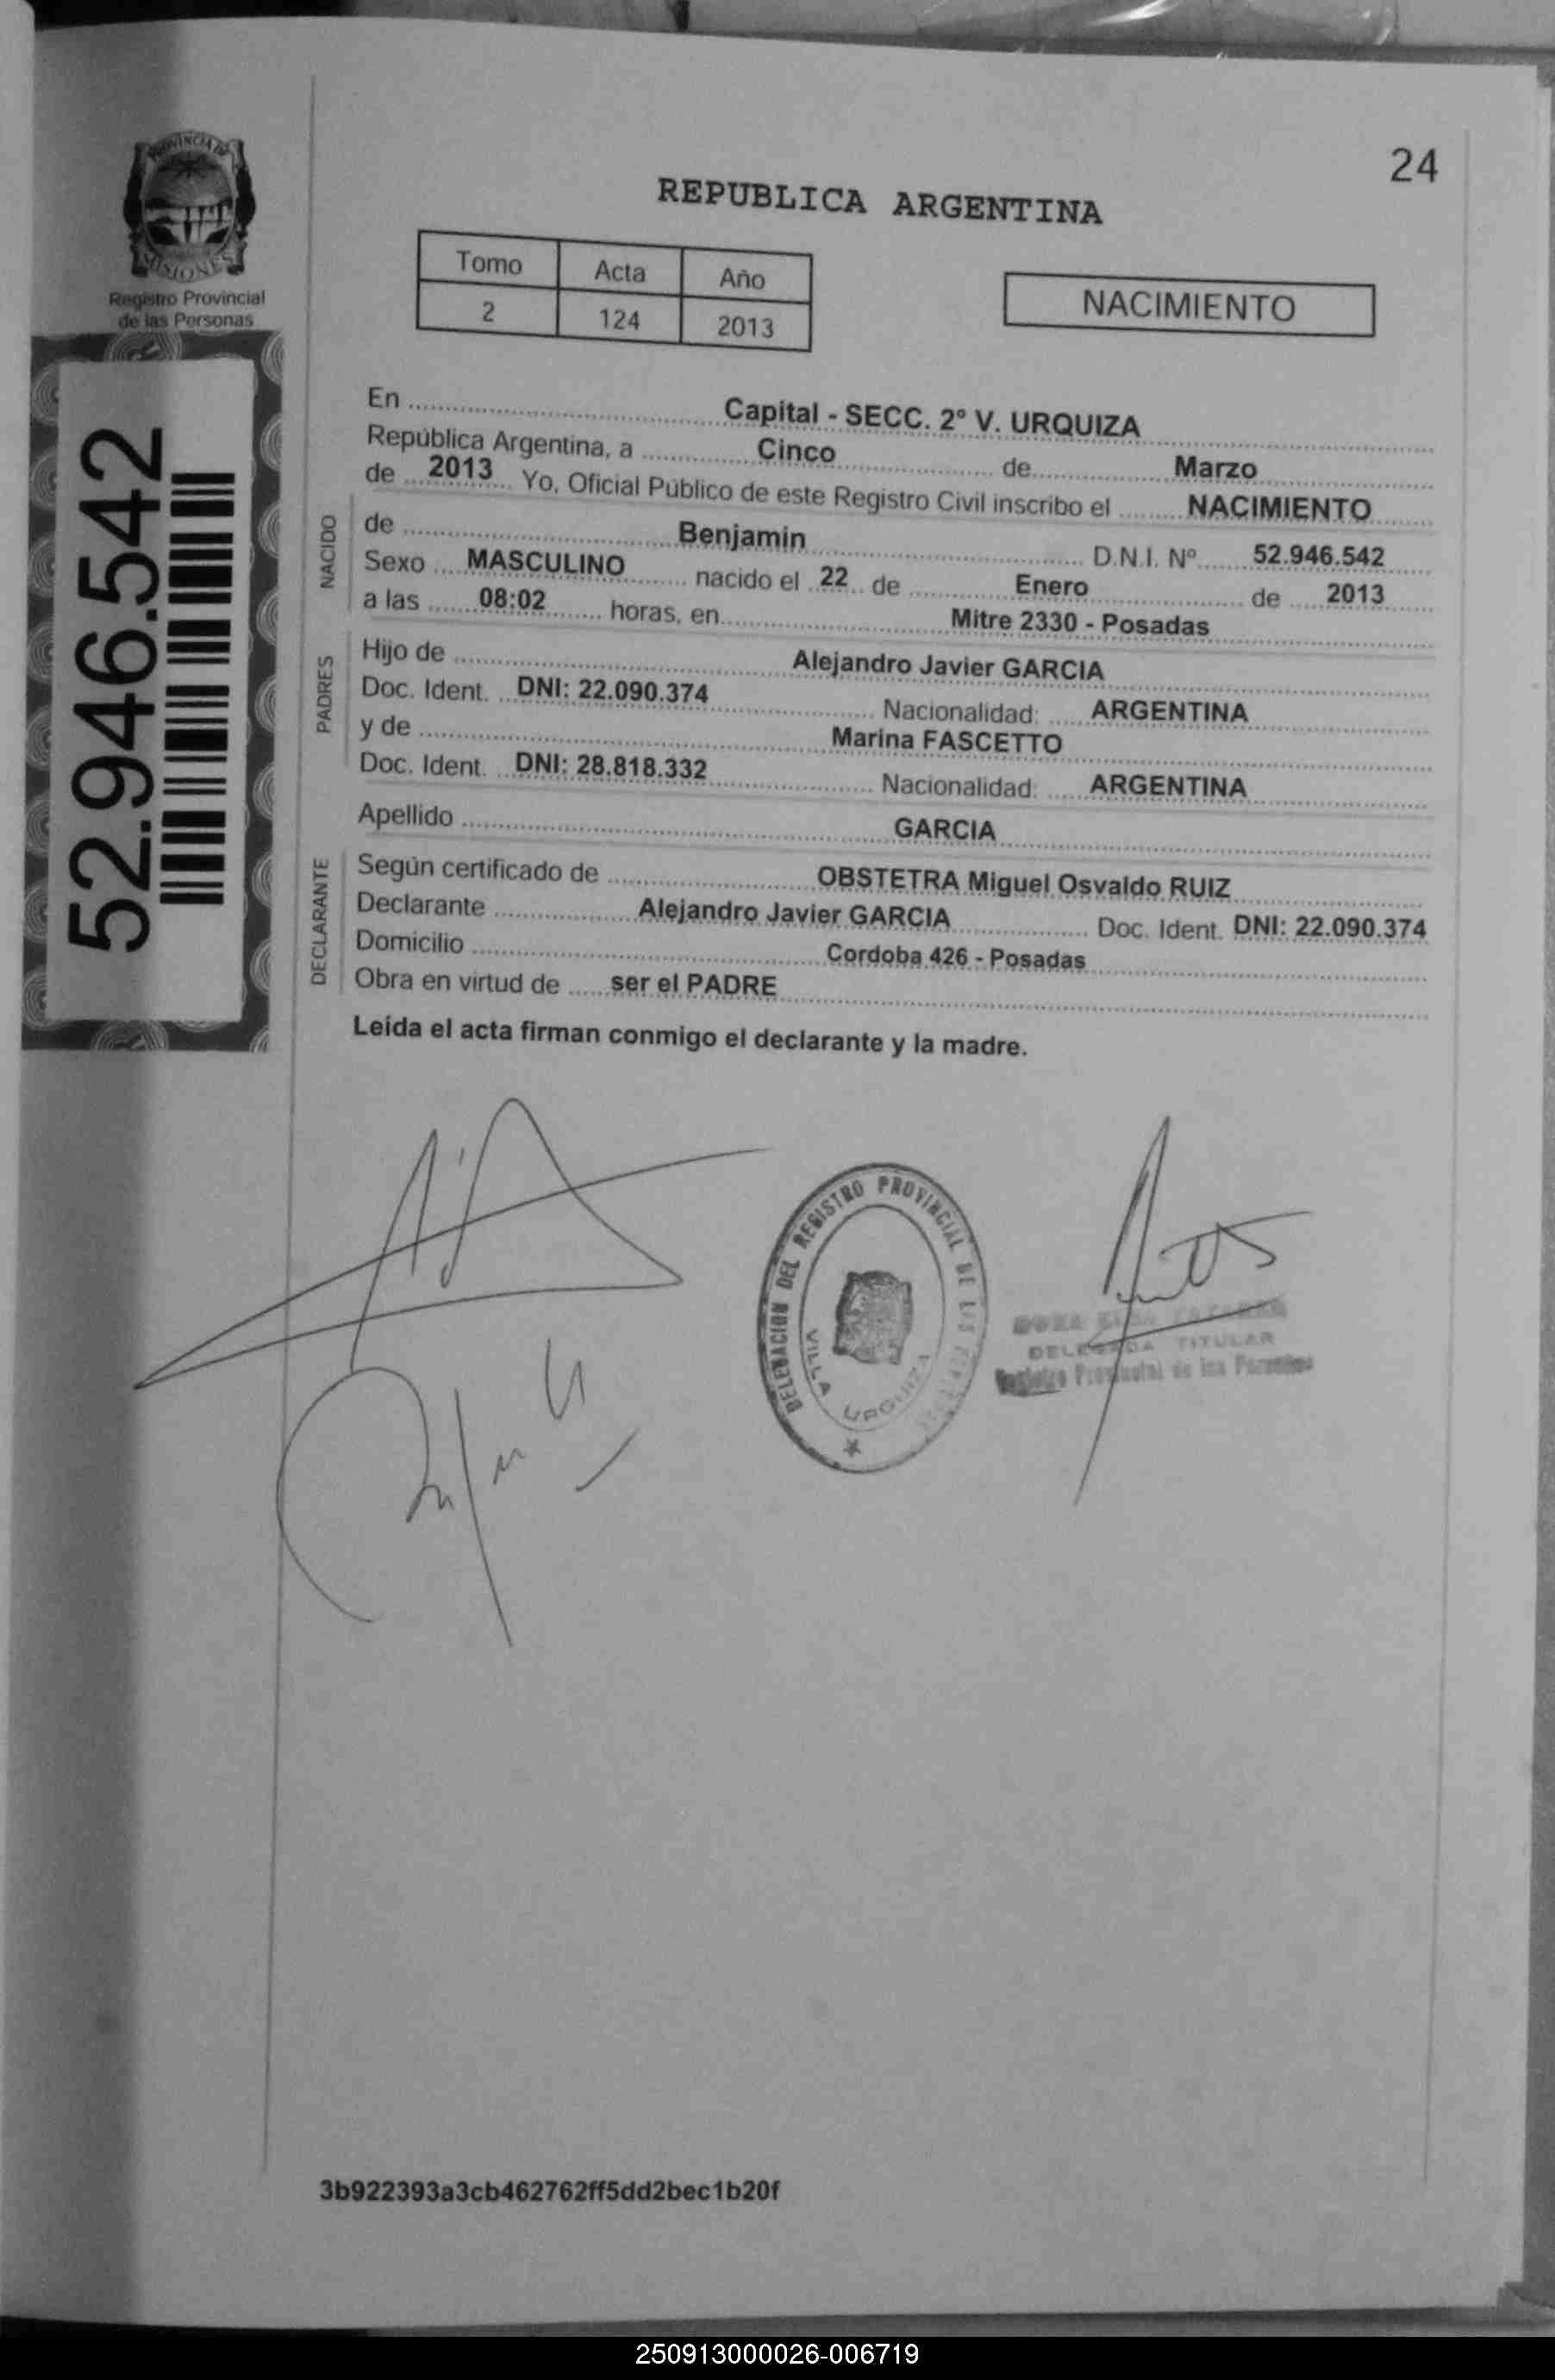 24
PROVINCIA DE
MISIONES
Registro Provincial
de las Personas
52.946.542
REPUBLICA ARGENTINA
Tomo Acta Año
2 124 2013
NACIMIENTO
En Capital - SECC. 2º V. URQUIZA
República Argentina, a Cinco de Marzo
de 2013 Yo, Oficial Público de este Registro Civil inscribo el NACIMIENTO
NACIDO
de Benjamin D.N.I. Nº 52.946.542
Sexo MASCULINO nacido el 22 de Enero de 2013
a las 08:02 horas, en Mitre 2330 - Posadas
PADRES
Hijo de Alejandro Javier GARCIA
Doc. Ident. DNI: 22.090.374 Nacionalidad: ARGENTINA
y de Marina FASCETTO
Doc. Ident. DNI: 28.818.332 Nacionalidad: ARGENTINA
Apellido GARCIA
DECLARANTE
Según certificado de OBSTETRA Miguel Osvaldo RUIZ
Declarante Alejandro Javier GARCIA Doc. Ident. DNI: 22.090.374
Domicilio Cordoba 426 - Posadas
Obra en virtud de ser el PADRE
Leída el acta firman conmigo el declarante y la madre.
DELEGACION DEL REGISTRO PROVINCIAL DE LAS
VILLA URQUIZA
DELEGADA TITULAR
Registro Provincial de las Personas
3b922393a3cb462762ff5dd2bec1b20f
250913000026-006719